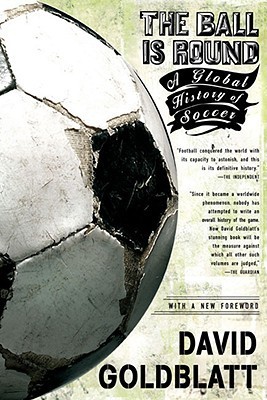 THE BALL
IS ROUND
A Global
History of
Soccer
"Football conquered the world with
its capacity to astonish, and this
is its definitive history."
—THE INDEPENDENT
"Since it became a worldwide
phenomenon, nobody has
attempted to write an
overall history of the game.
Now David Goldblatt's
stunning book will be
the measure against
which all other such
volumes are judged."
—THE GUARDIAN
WITH A NEW FOREWORD
DAVID
GOLDBLATT